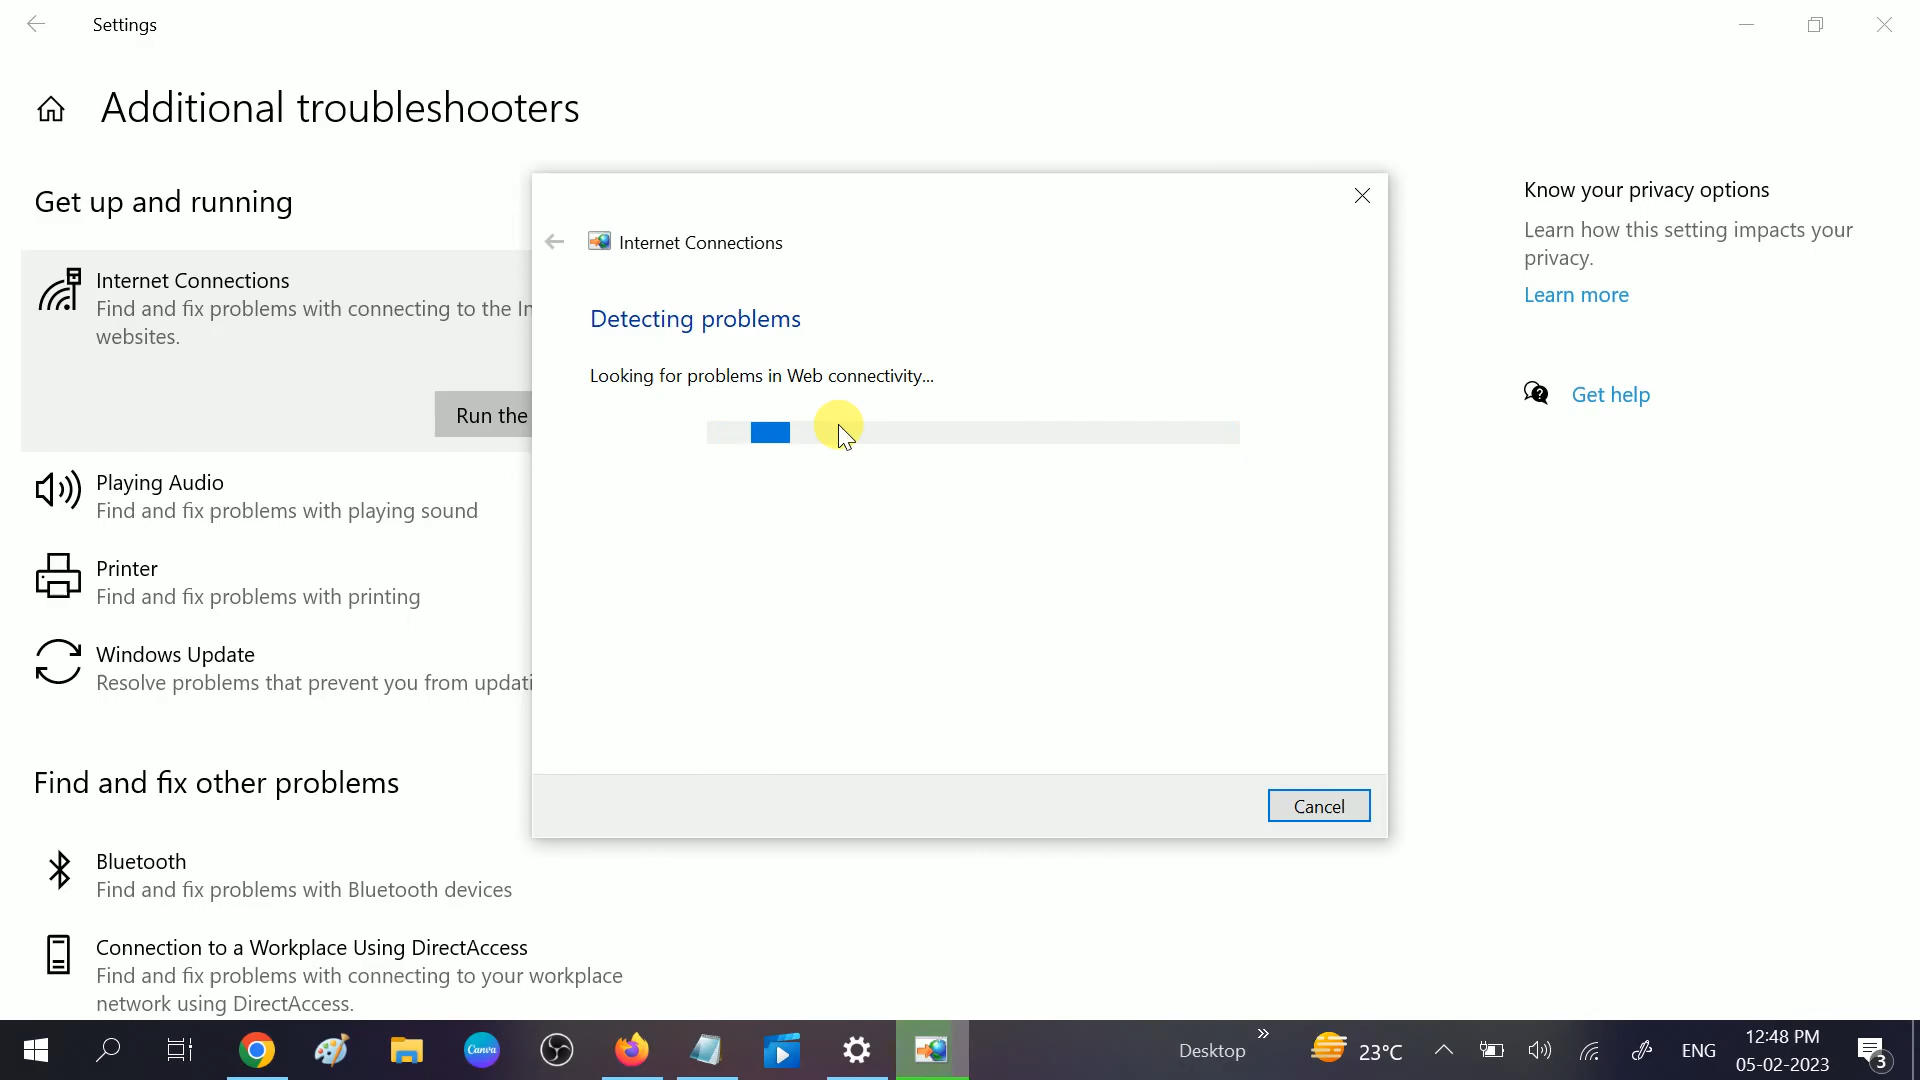 Settings
Additional troubleshooters
Get up and running
Internet Connections
Find and fix problems with connecting to the In
websites.
Run the
Playing Audio
Find and fix problems with playing sound
Printer
Find and fix problems with printing
Windows Update
Resolve problems that prevent you from updati
Find and fix other problems
Bluetooth
Find and fix problems with Bluetooth devices
Connection to a Workplace Using DirectAccess
Find and fix problems with connecting to your workplace
network using DirectAccess.
Internet Connections
Detecting problems
Looking for problems in Web connectivity...
Cancel
Know your privacy options
Learn how this setting impacts your
privacy.
Learn more
Get help
Canva
Desktop
23°C
ENG
12:48 PM
05-02-2023
3